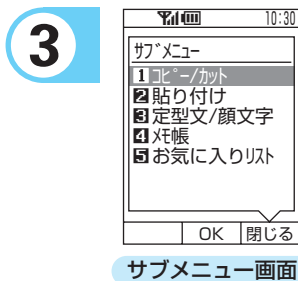 3
10:30
サブメニュー
1 コピー/カット
2 貼り付け
3 定型文/顔文字
4 メモ帳
5 お気に入りリスト
OK 閉じる
サブメニュー画面